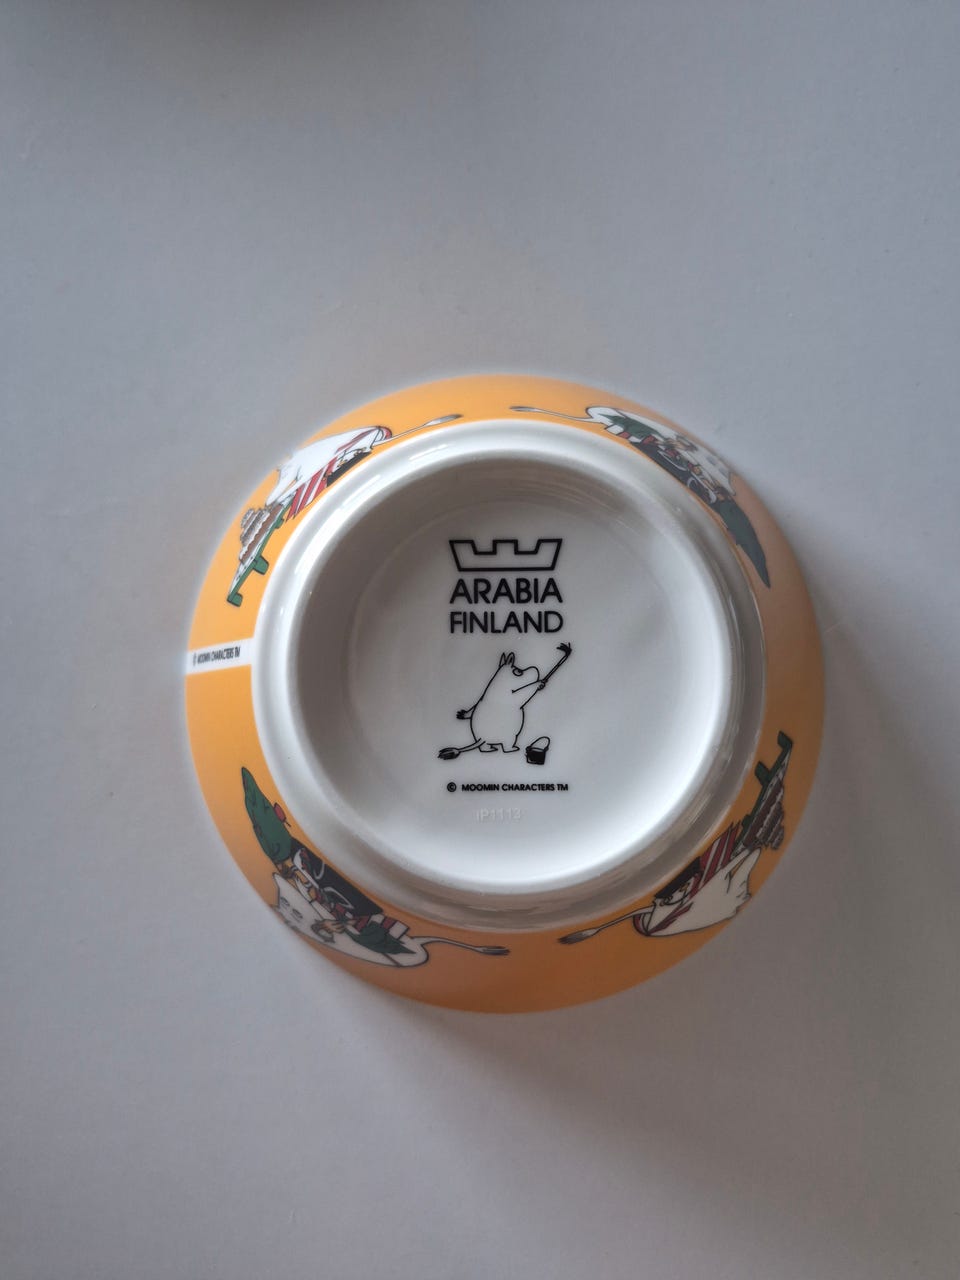 ARABIA
FINLAND
© MOOMIN CHARACTERS TM
IP1113
© MOOMIN CHARACTERS TM